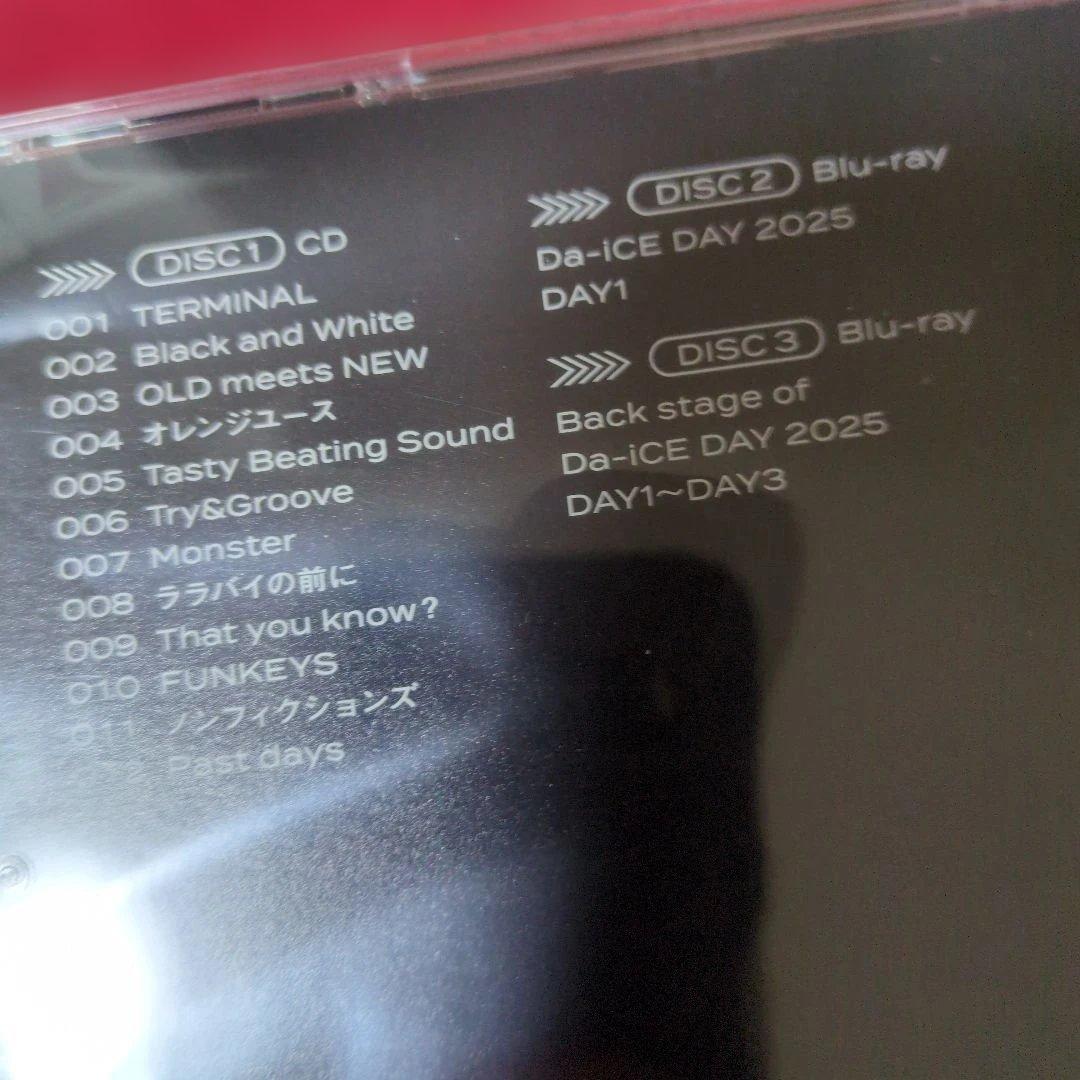 DISC 1 CD
001 TERMINAL
002 Black and White
003 OLD meets NEW
004 オレンジユース
005 Tasty Beating Sound
006 Try&Groove
007 Monster
008 ララバイの前に
009 That you know?
010 FUNKEYS
011 ノンフィクションズ
012 Past days
DISC 2 Blu-ray
Da-iCE DAY 2025
DAY1
DISC 3 Blu-ray
Back stage of
Da-iCE DAY 2025
DAY1～DAY3